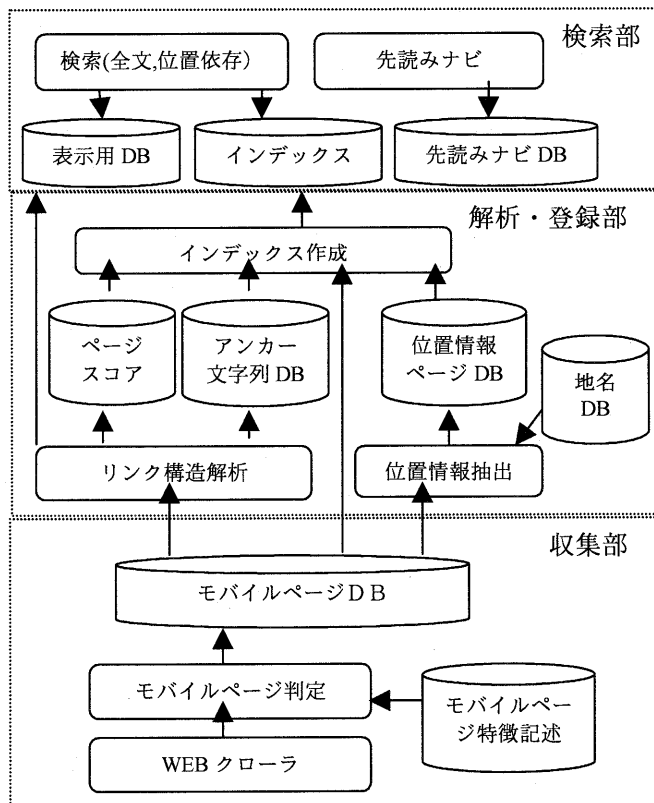 検索部
検索(全文,位置依存)
先読みナビ
表示用 DB
インデックス
先読みナビ DB
解析・登録部
インデックス作成
ページ
スコア
アンカー
文字列 DB
位置情報
ページ DB
地名
DB
リンク構造解析
位置情報抽出
収集部
モバイルページＤＢ
モバイルページ判定
モバイルペー
ジ特徴記述
WEB クローラ